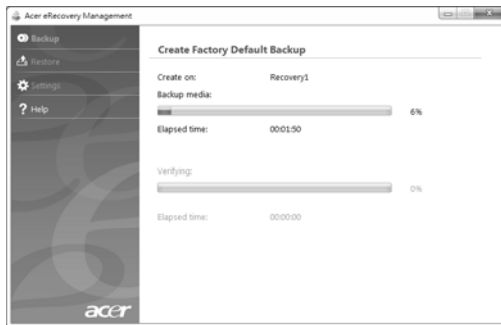 Acer eRecovery Management
Backup
Restore
Settings
? Help
Create Factory Default Backup
Create on: Recovery1
Backup media:
6%
Elapsed time: 00:01:50
Verifying:
0%
Elapsed time: 00:00:00
acer